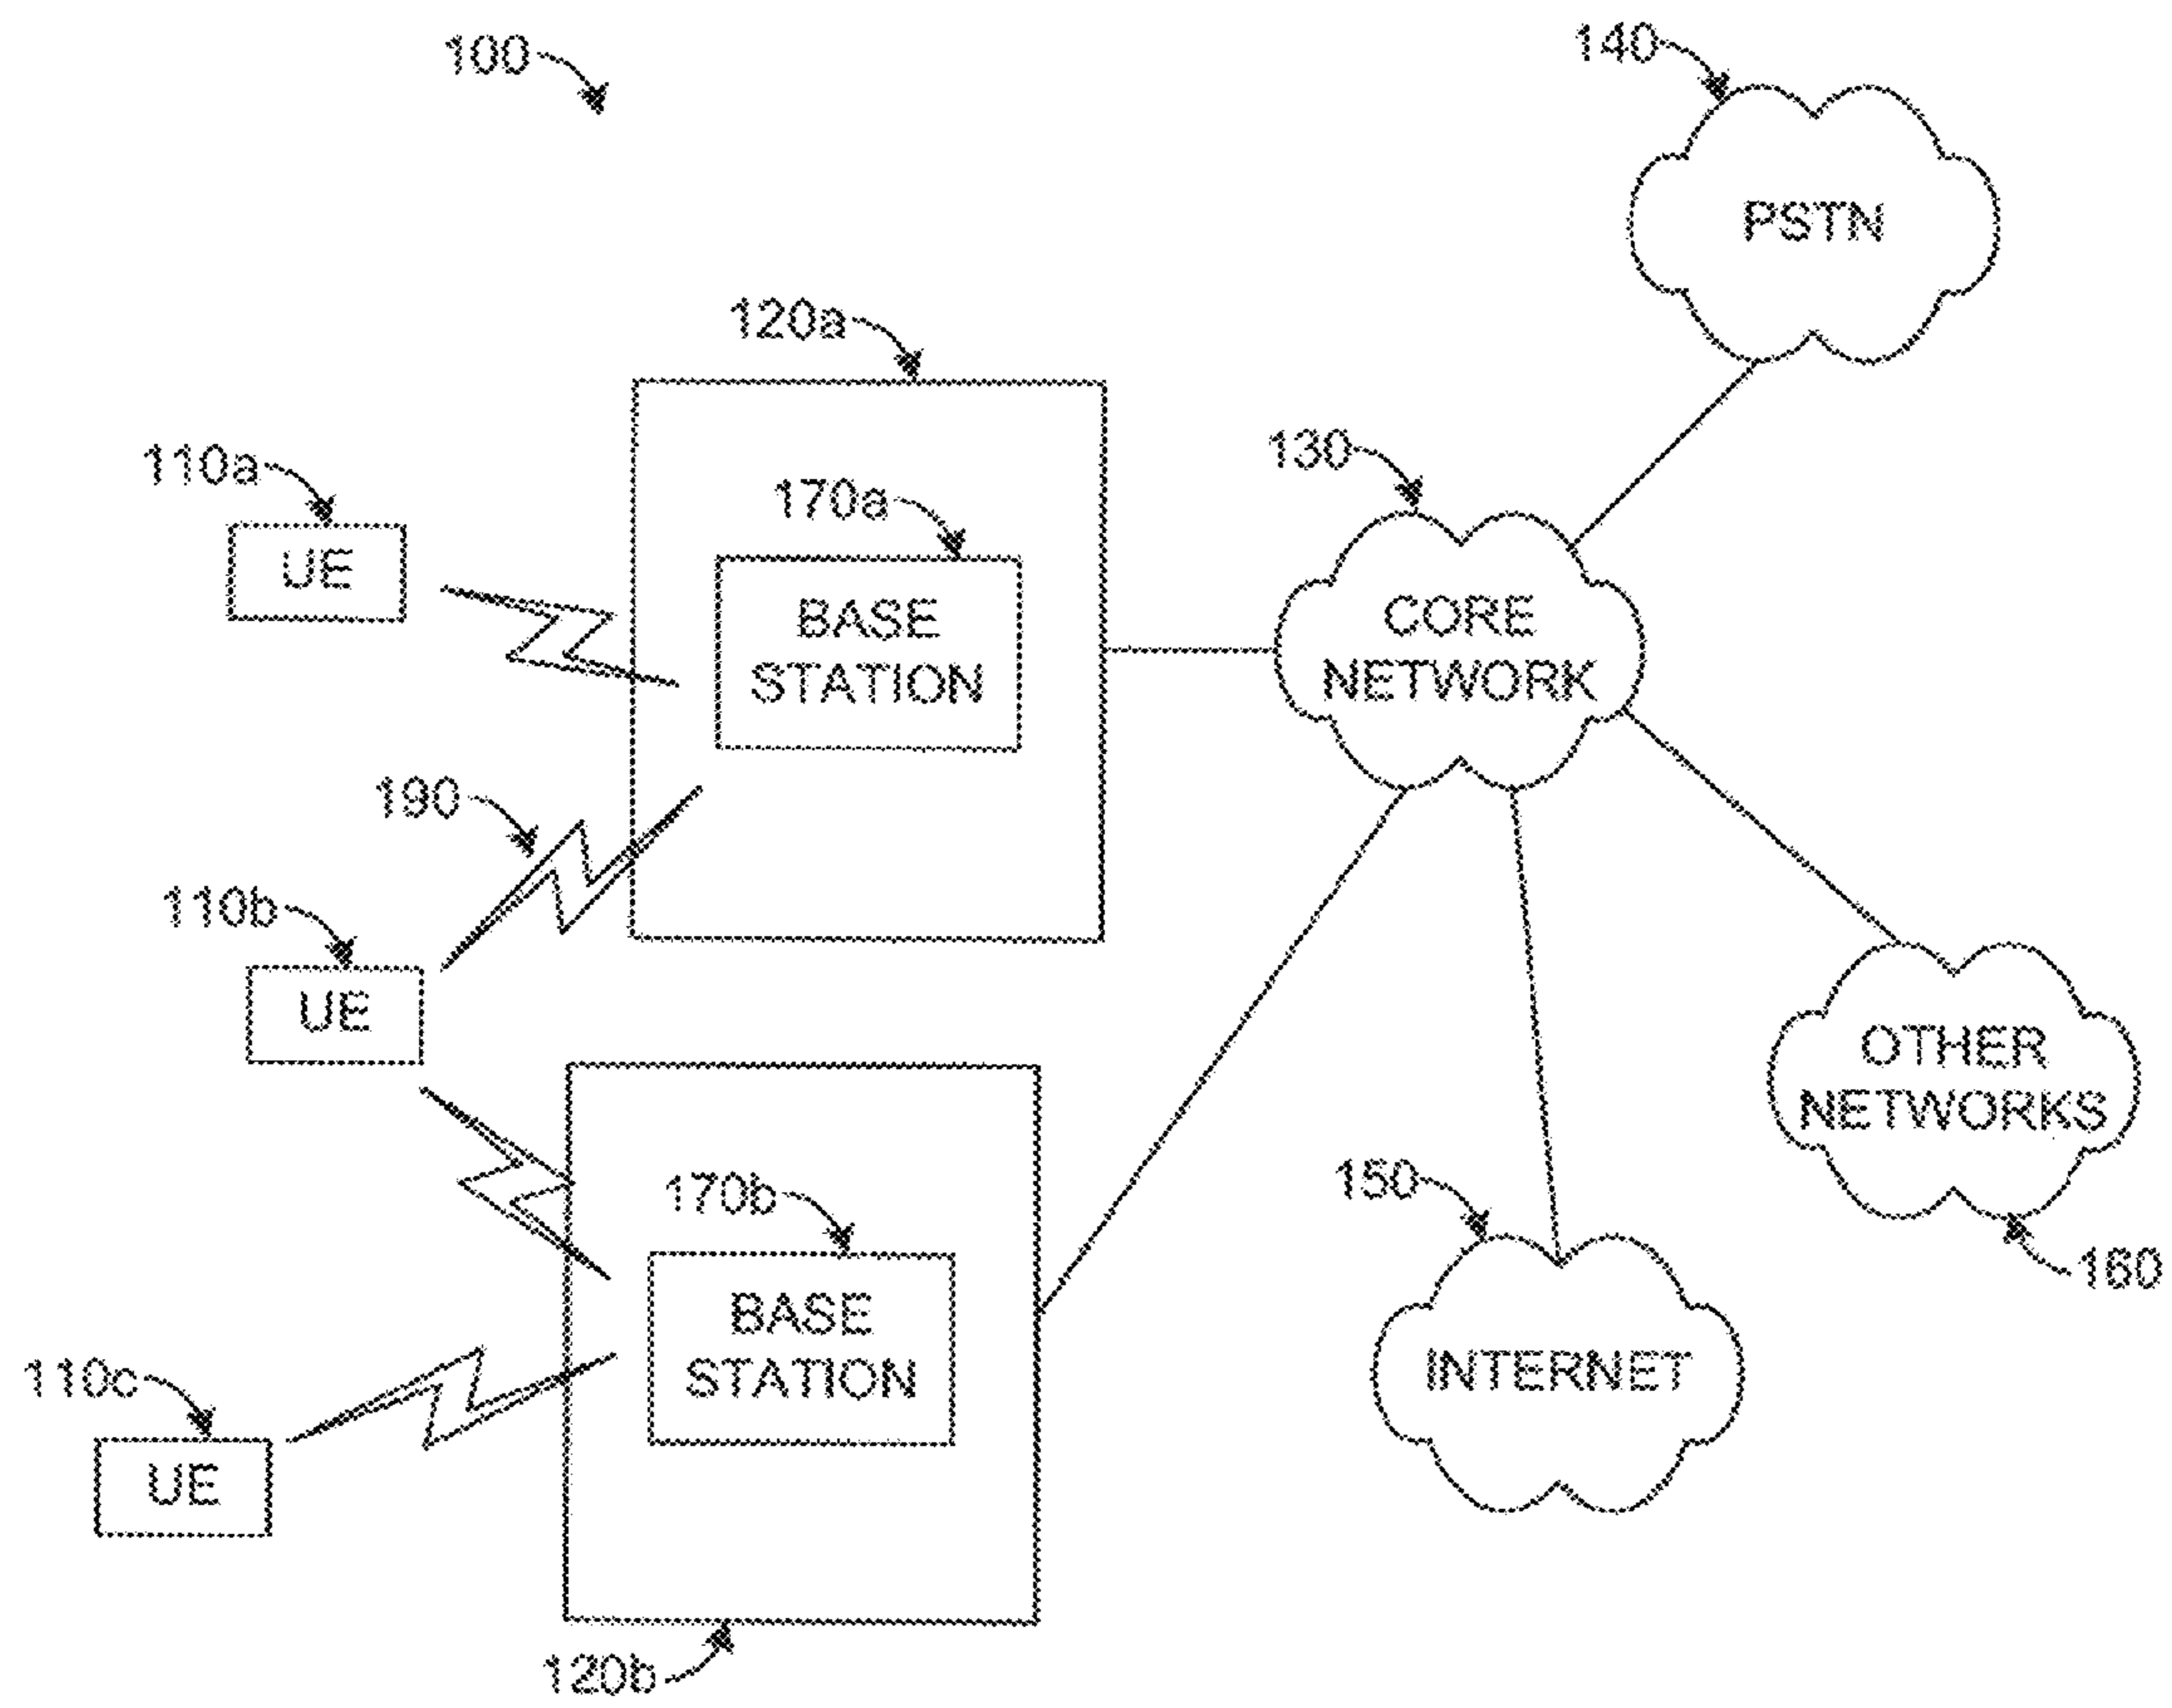 100
140
PSTN
120a
130
110a
170a
UE
BASE
STATION
CORE
NETWORK
190
110b
UE
OTHER
NETWORKS
150
170b
160
BASE
STATION
INTERNET
110c
UE
120b